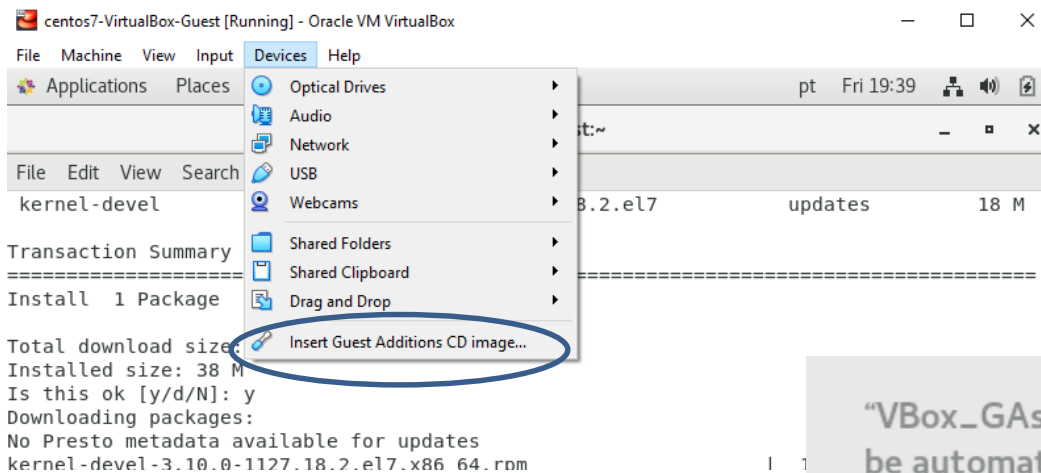 centos7-VirtualBox-Guest [Running] - Oracle VM VirtualBox
File Machine View Input Devices Help
Applications Places pt Fri 19:39
Optical Drives
Audio
st:~
Network
File Edit View Search
USB
Webcams
kernel-devel 8.2.el7 updates 18 M
Shared Folders
Transaction Summary
Shared Clipboard
================================================================================
Install 1 Package
Drag and Drop
Insert Guest Additions CD image...
Total download size:
Installed size: 38 M
Is this ok [y/d/N]: y
Downloading packages:
No Presto metadata available for updates
kernel-devel-3.10.0-1127.18.2.el7.x86_64.rpm | 1
“VBox_GAs
be automat